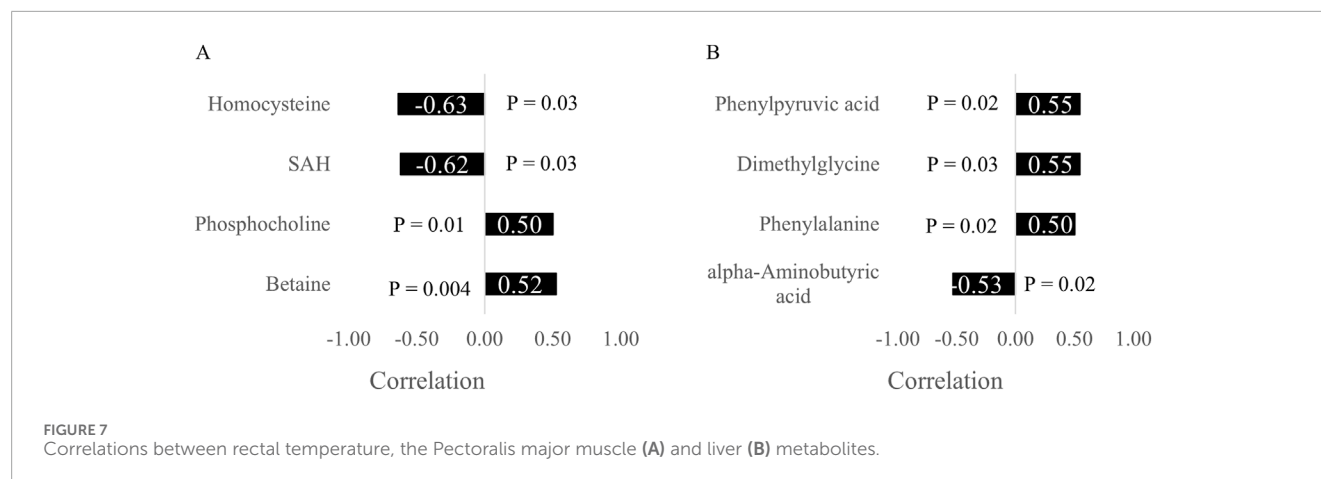 A
Homocysteine -0.63 P = 0.03
SAH -0.62 P = 0.03
Phosphocholine P = 0.01 0.50
Betaine P = 0.004 0.52
-1.00 -0.50 0.00 0.50 1.00
Correlation
B
Phenylpyruvic acid P = 0.02 0.55
Dimethylglycine P = 0.03 0.55
Phenylalanine P = 0.02 0.50
alpha-Aminobutyric
acid
-0.53 P = 0.02
-1.00 -0.50 0.00 0.50 1.00
Correlation
FIGURE 7
Correlations between rectal temperature, the Pectoralis major muscle (A) and liver (B) metabolites.